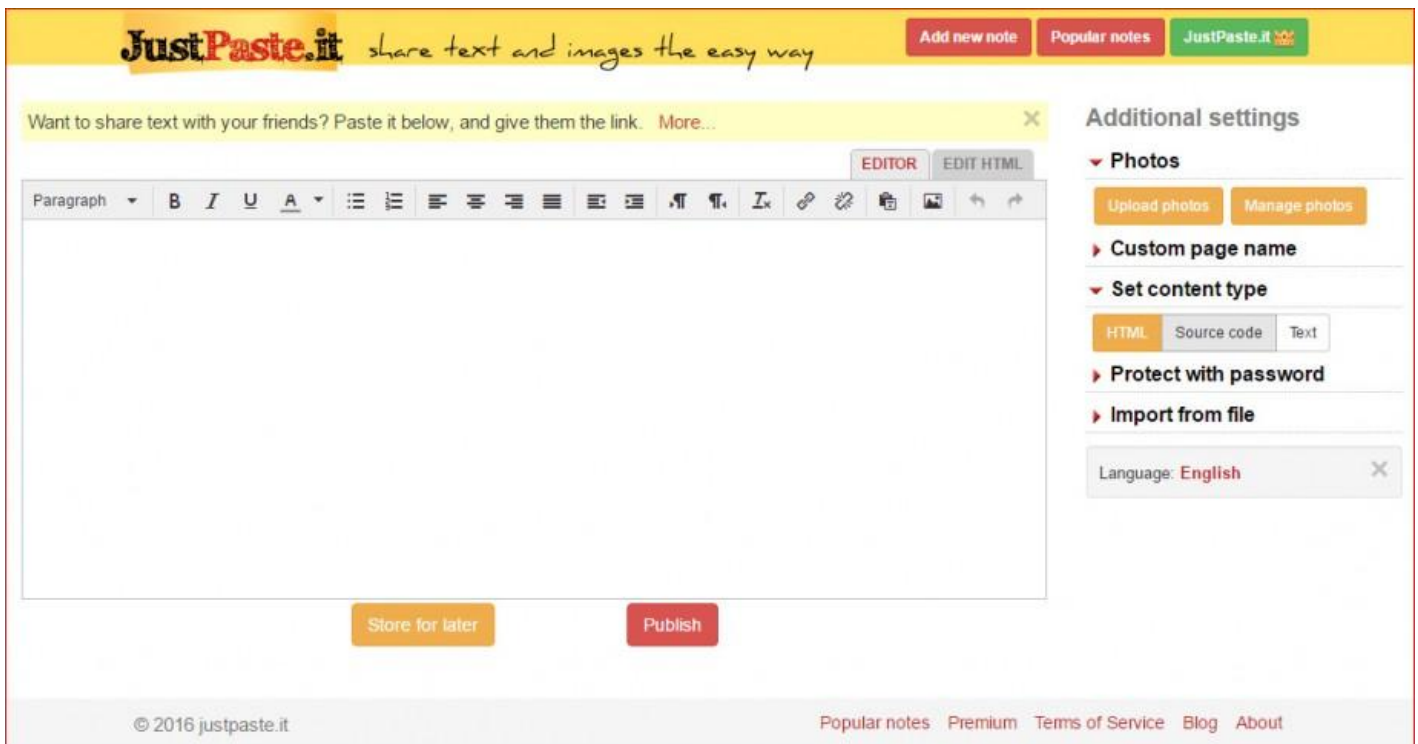 JustPaste.it share text and images the easy way
Add new note Popular notes JustPaste.it
Want to share text with your friends? Paste it below, and give them the link. More...
EDITOR EDIT HTML
Paragraph B I U A
Additional settings
Photos
Upload photos Manage photos
Custom page name
Set content type
HTML Source code Text
Protect with password
Import from file
Language: English
Store for later Publish
© 2016 justpaste.it
Popular notes Premium Terms of Service Blog About